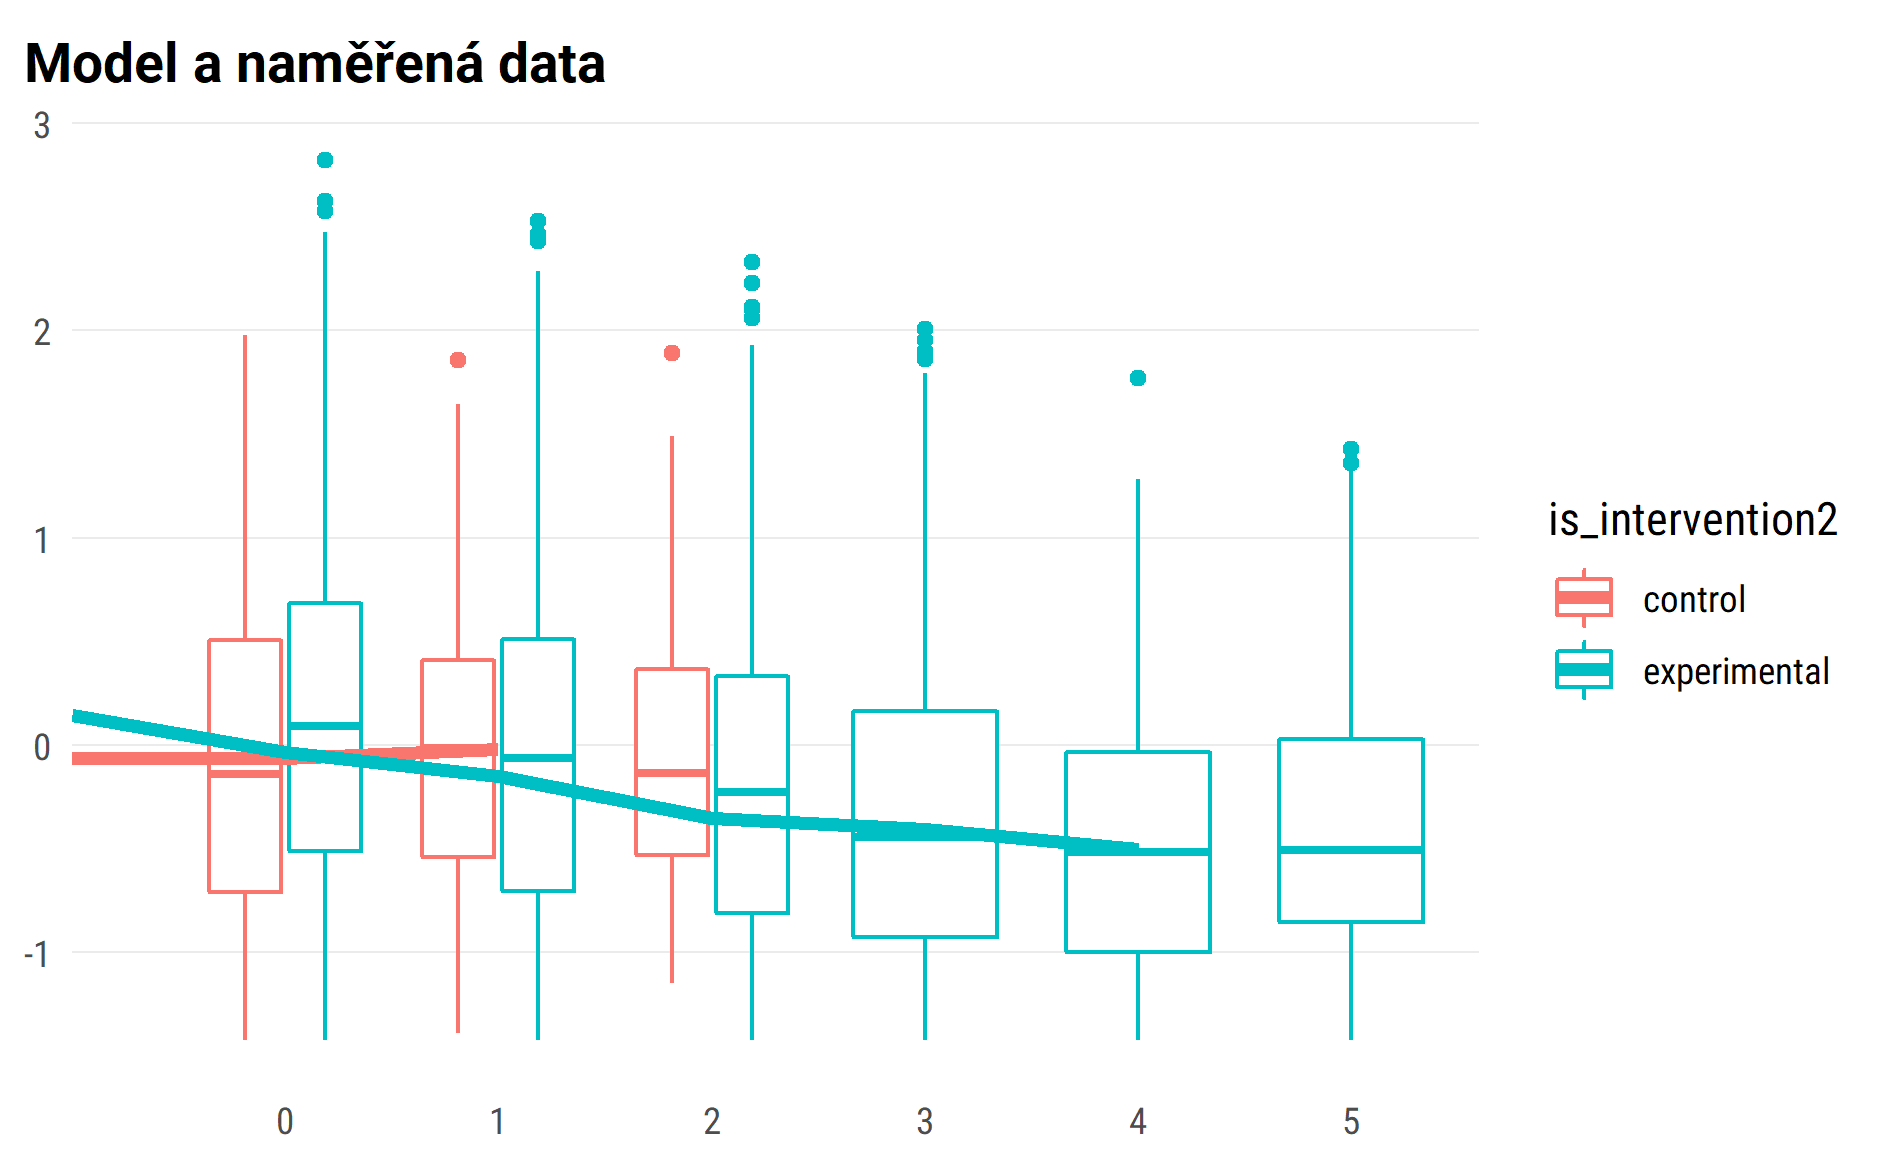 Model a naměřená data
3
2
1
0
-1
0 1 2 3 4 5
is_intervention2
control
experimental